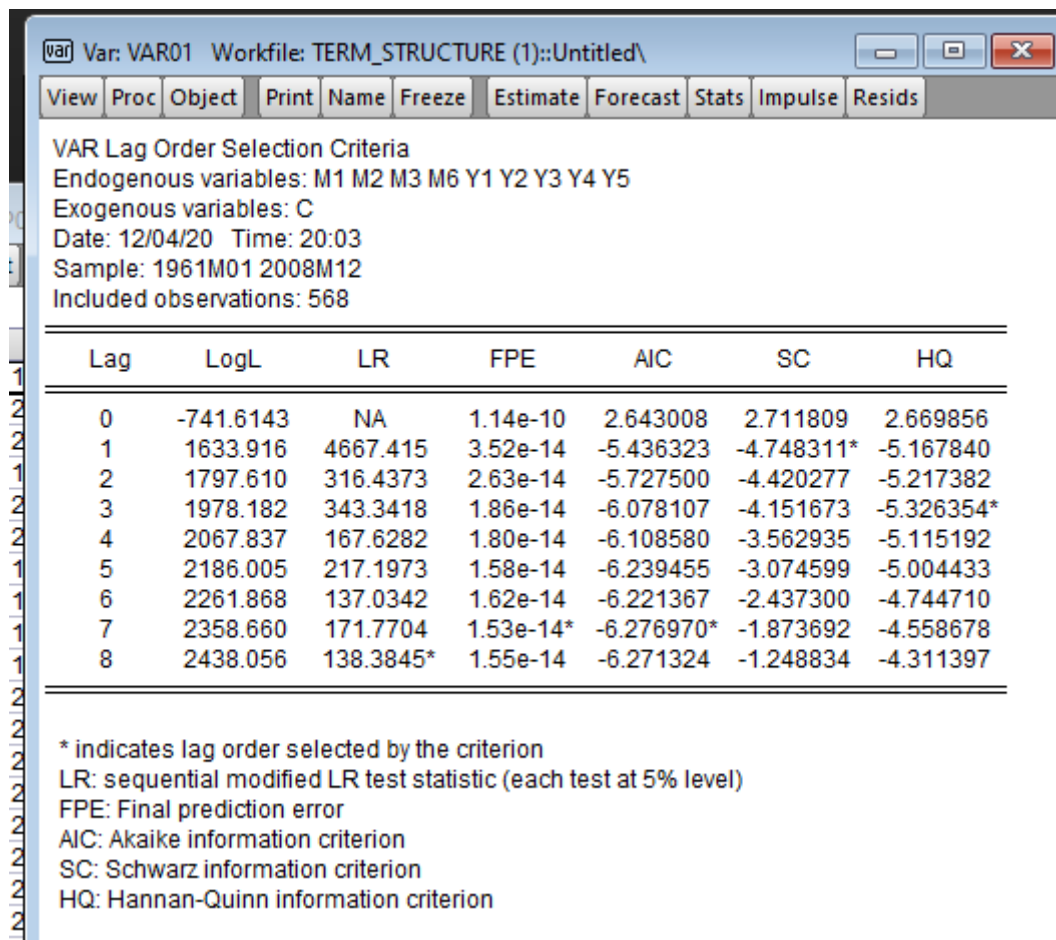 Var: VAR01 Workfile: TERM_STRUCTURE (1)::Untitled\
View Proc Object Print Name Freeze Estimate Forecast Stats Impulse Resids
VAR Lag Order Selection Criteria
Endogenous variables: M1 M2 M3 M6 Y1 Y2 Y3 Y4 Y5
Exogenous variables: C
Date: 12/04/20 Time: 20:03
Sample: 1961M01 2008M12
Included observations: 568
Lag LogL LR FPE AIC SC HQ
0 -741.6143 NA 1.14e-10 2.643008 2.711809 2.669856
1 1633.916 4667.415 3.52e-14 -5.436323 -4.748311* -5.167840
2 1797.610 316.4373 2.63e-14 -5.727500 -4.420277 -5.217382
3 1978.182 343.3418 1.86e-14 -6.078107 -4.151673 -5.326354*
4 2067.837 167.6282 1.80e-14 -6.108580 -3.562935 -5.115192
5 2186.005 217.1973 1.58e-14 -6.239455 -3.074599 -5.004433
6 2261.868 137.0342 1.62e-14 -6.221367 -2.437300 -4.744710
7 2358.660 171.7704 1.53e-14* -6.276970* -1.873692 -4.558678
8 2438.056 138.3845* 1.55e-14 -6.271324 -1.248834 -4.311397
* indicates lag order selected by the criterion
LR: sequential modified LR test statistic (each test at 5% level)
FPE: Final prediction error
AIC: Akaike information criterion
SC: Schwarz information criterion
HQ: Hannan-Quinn information criterion